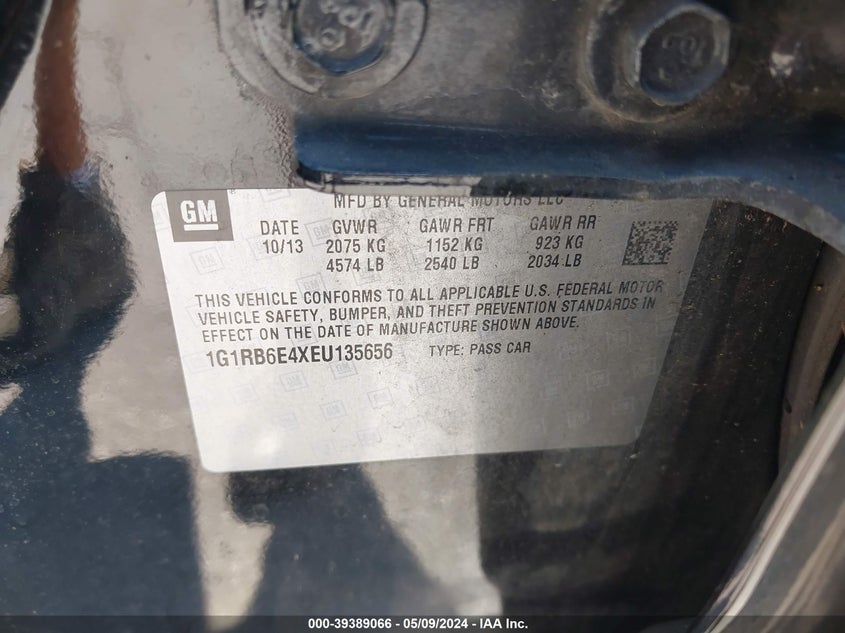 MFD BY GENERAL MOTORS LLC
GM
DATE GVWR GAWR FRT GAWR RR
10/13 2075 KG 1152 KG 923 KG
4574 LB 2540 LB 2034 LB
THIS VEHICLE CONFORMS TO ALL APPLICABLE U.S. FEDERAL MOTOR
VEHICLE SAFETY, BUMPER, AND THEFT PREVENTION STANDARDS IN
EFFECT ON THE DATE OF MANUFACTURE SHOWN ABOVE.
1G1RB6E4XEU135656 TYPE: PASS CAR
000-39389066 - 05/09/2024 - IAA Inc.